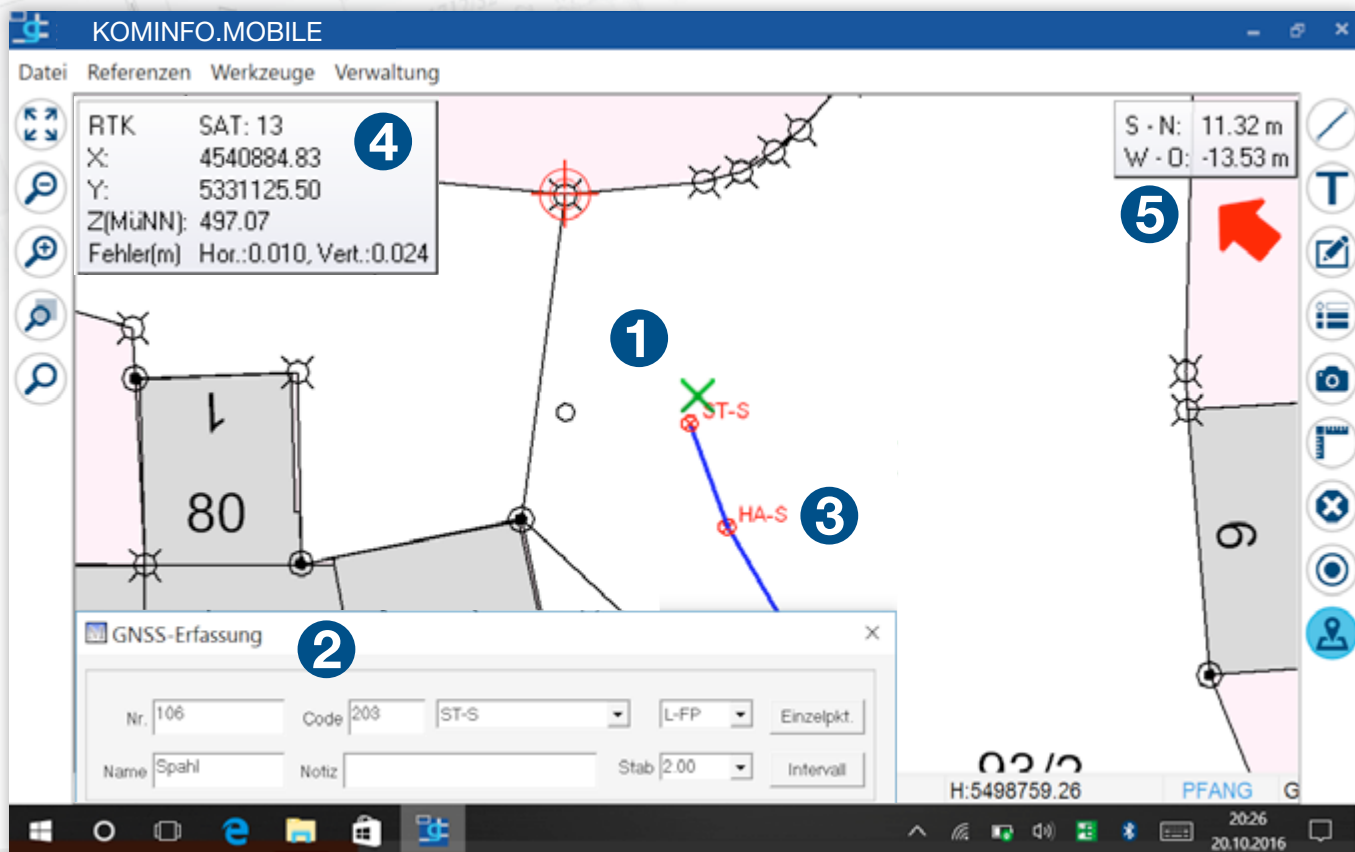 KOMINFO.MOBILE
Datei Referenzen Werkzeuge Verwaltung
RTK SAT: 13
X: 4540884.83
Y: 5331125.50
Z(MüNN): 497.07
Fehler(m) Hor.:0.010, Vert.:0.024
4
S - N: 11.32 m
W - O: -13.53 m
5
T
1
ST-S
1
80
HA-S
3
6
GNSS-Erfassung
2
Nr. 106 Code 203 ST-S L-FP Einzelpkt.
Name Spahl Notiz Stab 2.00 Intervall
93/2
H:5498759.26 PFANG G
20:26
20.10.2016